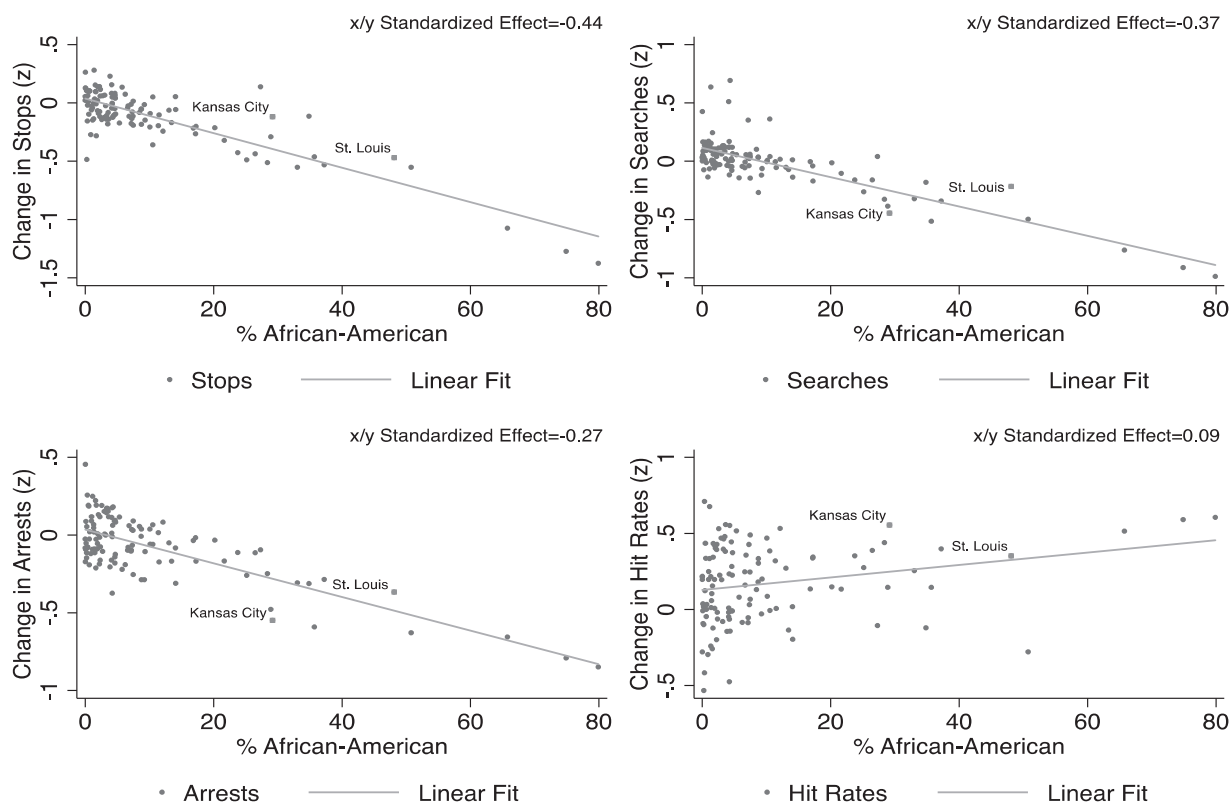 x/y Standardized Effect=-0.44
Change in Stops (z)
.5
0
-.5
-1
-1.5
Kansas City
St. Louis
0 20 40 60 80
% African-American
Stops Linear Fit
x/y Standardized Effect=-0.37
Change in Searches (z)
1
.5
0
-.5
-1
St. Louis
Kansas City
0 20 40 60 80
% African-American
Searches Linear Fit
x/y Standardized Effect=-0.27
Change in Arrests (z)
.5
0
-.5
-1
St. Louis
Kansas City
0 20 40 60 80
% African-American
Arrests Linear Fit
x/y Standardized Effect=0.09
Change in Hit Rates (z)
1
.5
0
-.5
Kansas City
St. Louis
0 20 40 60 80
% African-American
Hit Rates Linear Fit